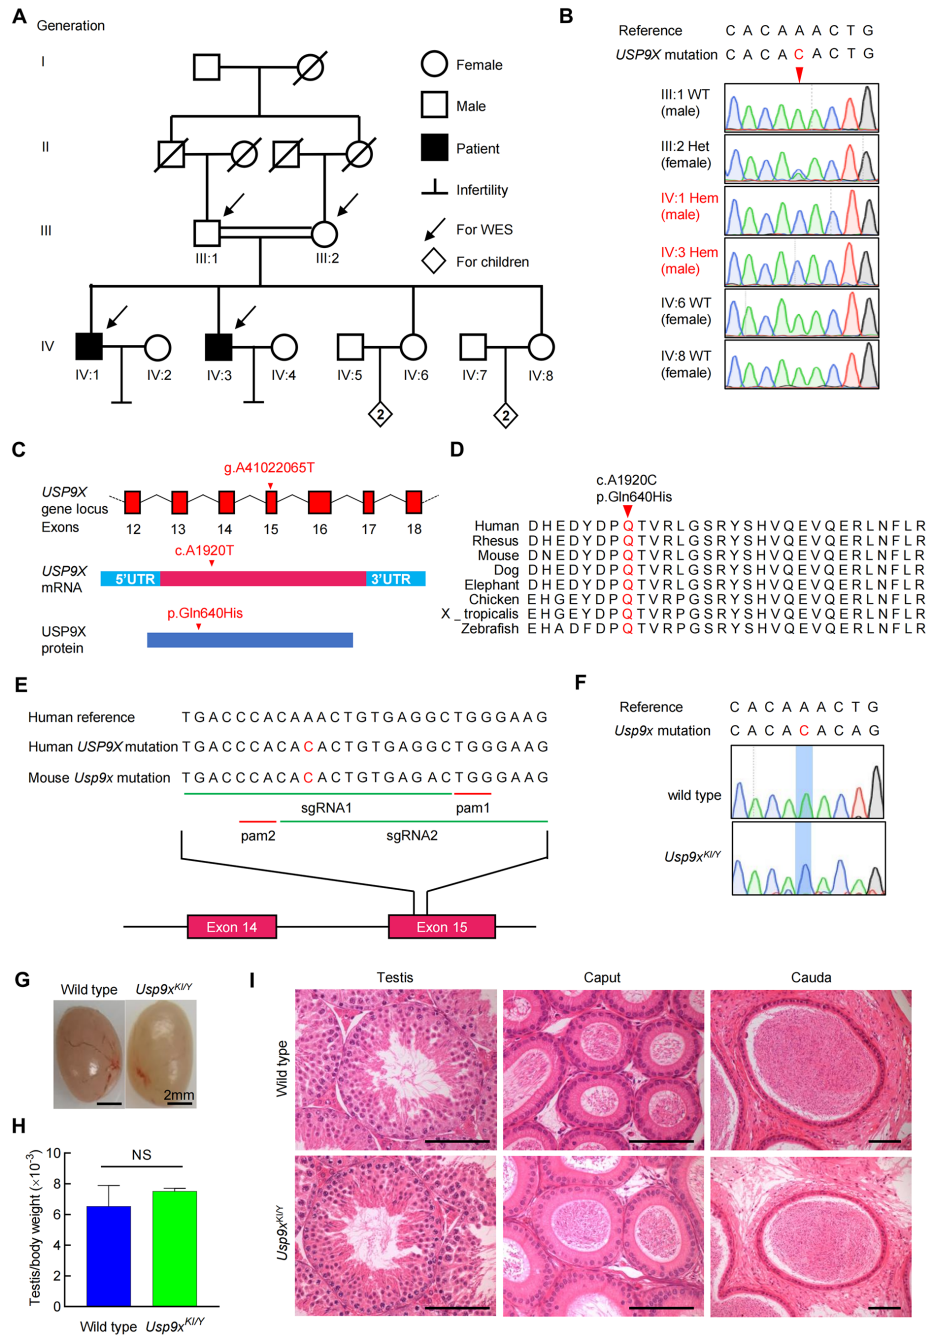 A
Generation
I
II
III
IV
Female
Male
Patient
Infertility
For WES
For children
III:1
III:2
IV:1
IV:2
IV:3
IV:4
IV:5
IV:6
IV:7
IV:8
2
2
B
Reference C A C A A A C T G
USP9X mutation C A C A C A C T G
III:1 WT
(male)
III:2 Het
(female)
IV:1 Hem
(male)
IV:3 Hem
(male)
IV:6 WT
(female)
IV:8 WT
(female)
C
g.A41022065T
USP9X
gene locus
Exons 12 13 14 15 16 17 18
c.A1920T
USP9X
mRNA
5'UTR 3'UTR
p.Gln640His
USP9X
protein
D
c.A1920C
p.Gln640His
Human D H E D Y D P Q T V R L G S R Y S H V Q E V Q E R L N F L R
Rhesus D H E D Y D P Q T V R L G S R Y S H V Q E V Q E R L N F L R
Mouse D N E D Y D P Q T V R L G S R Y S H V Q E V Q E R L N F L R
Dog D H E D Y D P Q T V R L G S R Y S H V Q E V Q E R L N F L R
Elephant D H E D Y D P Q T V R L G S R Y S H V Q E V Q E R L N F L R
Chicken E H G E Y D P Q T V R P G S R Y S H V Q E V Q E R L N F L R
X _ tropicalis E H G E Y D P Q T V R L G S R Y S H V Q E V Q E R L N F L R
Zebrafish E H A D F D P Q T V R P G S R Y S H V Q E V Q E R L N F L R
E
Human reference T G A C C C A C A A A C T G T G A G G C T G G G A A G
Human USP9X mutation T G A C C C A C A C A C T G T G A G G C T G G G A A G
Mouse Usp9x mutation T G A C C C A C A C A C T G T G A G A C T G G G A A G
sgRNA1 pam1
pam2 sgRNA2
Exon 14 Exon 15
F
Reference C A C A A A C T G
Usp9x mutation C A C A C A C A G
wild type
Usp9xKI/Y
G
Wild type Usp9xKI/Y
2mm
H
Testis/body weight (×10-3)
10
8
6
4
2
0
NS
Wild type Usp9xKI/Y
I
Testis Caput Cauda
Wild type
Usp9xKI/Y